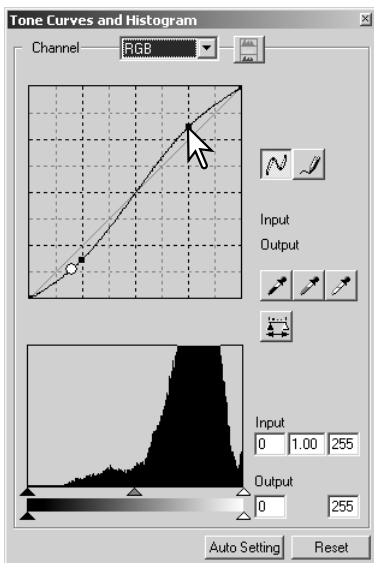 Tone Curves and Histogram
Channel RGB
Input
Output
Input
0 1.00 255
Output
0 255
Auto Setting Reset